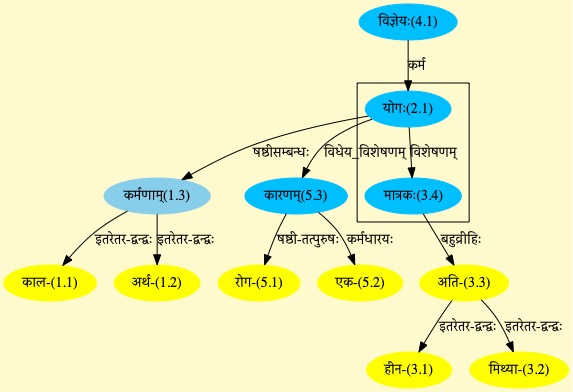 विज्ञेयः(4.1)
कर्म
योगः(2.1)
षष्ठीसम्बन्धः विधेय_विशेषणम् विशेषणम्
कर्मणाम्(1.3) कारणम्(5.3) मात्रकः(3.4)
इतरेतर-द्वन्द्वः इतरेतर-द्वन्द्वः षष्ठी-तत्पुरुषः कर्मधारयः बहुव्रीहिः
काल-(1.1) अर्थ-(1.2) रोग-(5.1) एक-(5.2) अति-(3.3)
इतरेतर-द्वन्द्वः इतरेतर-द्वन्द्वः
हीन-(3.1) मिथ्या-(3.2)